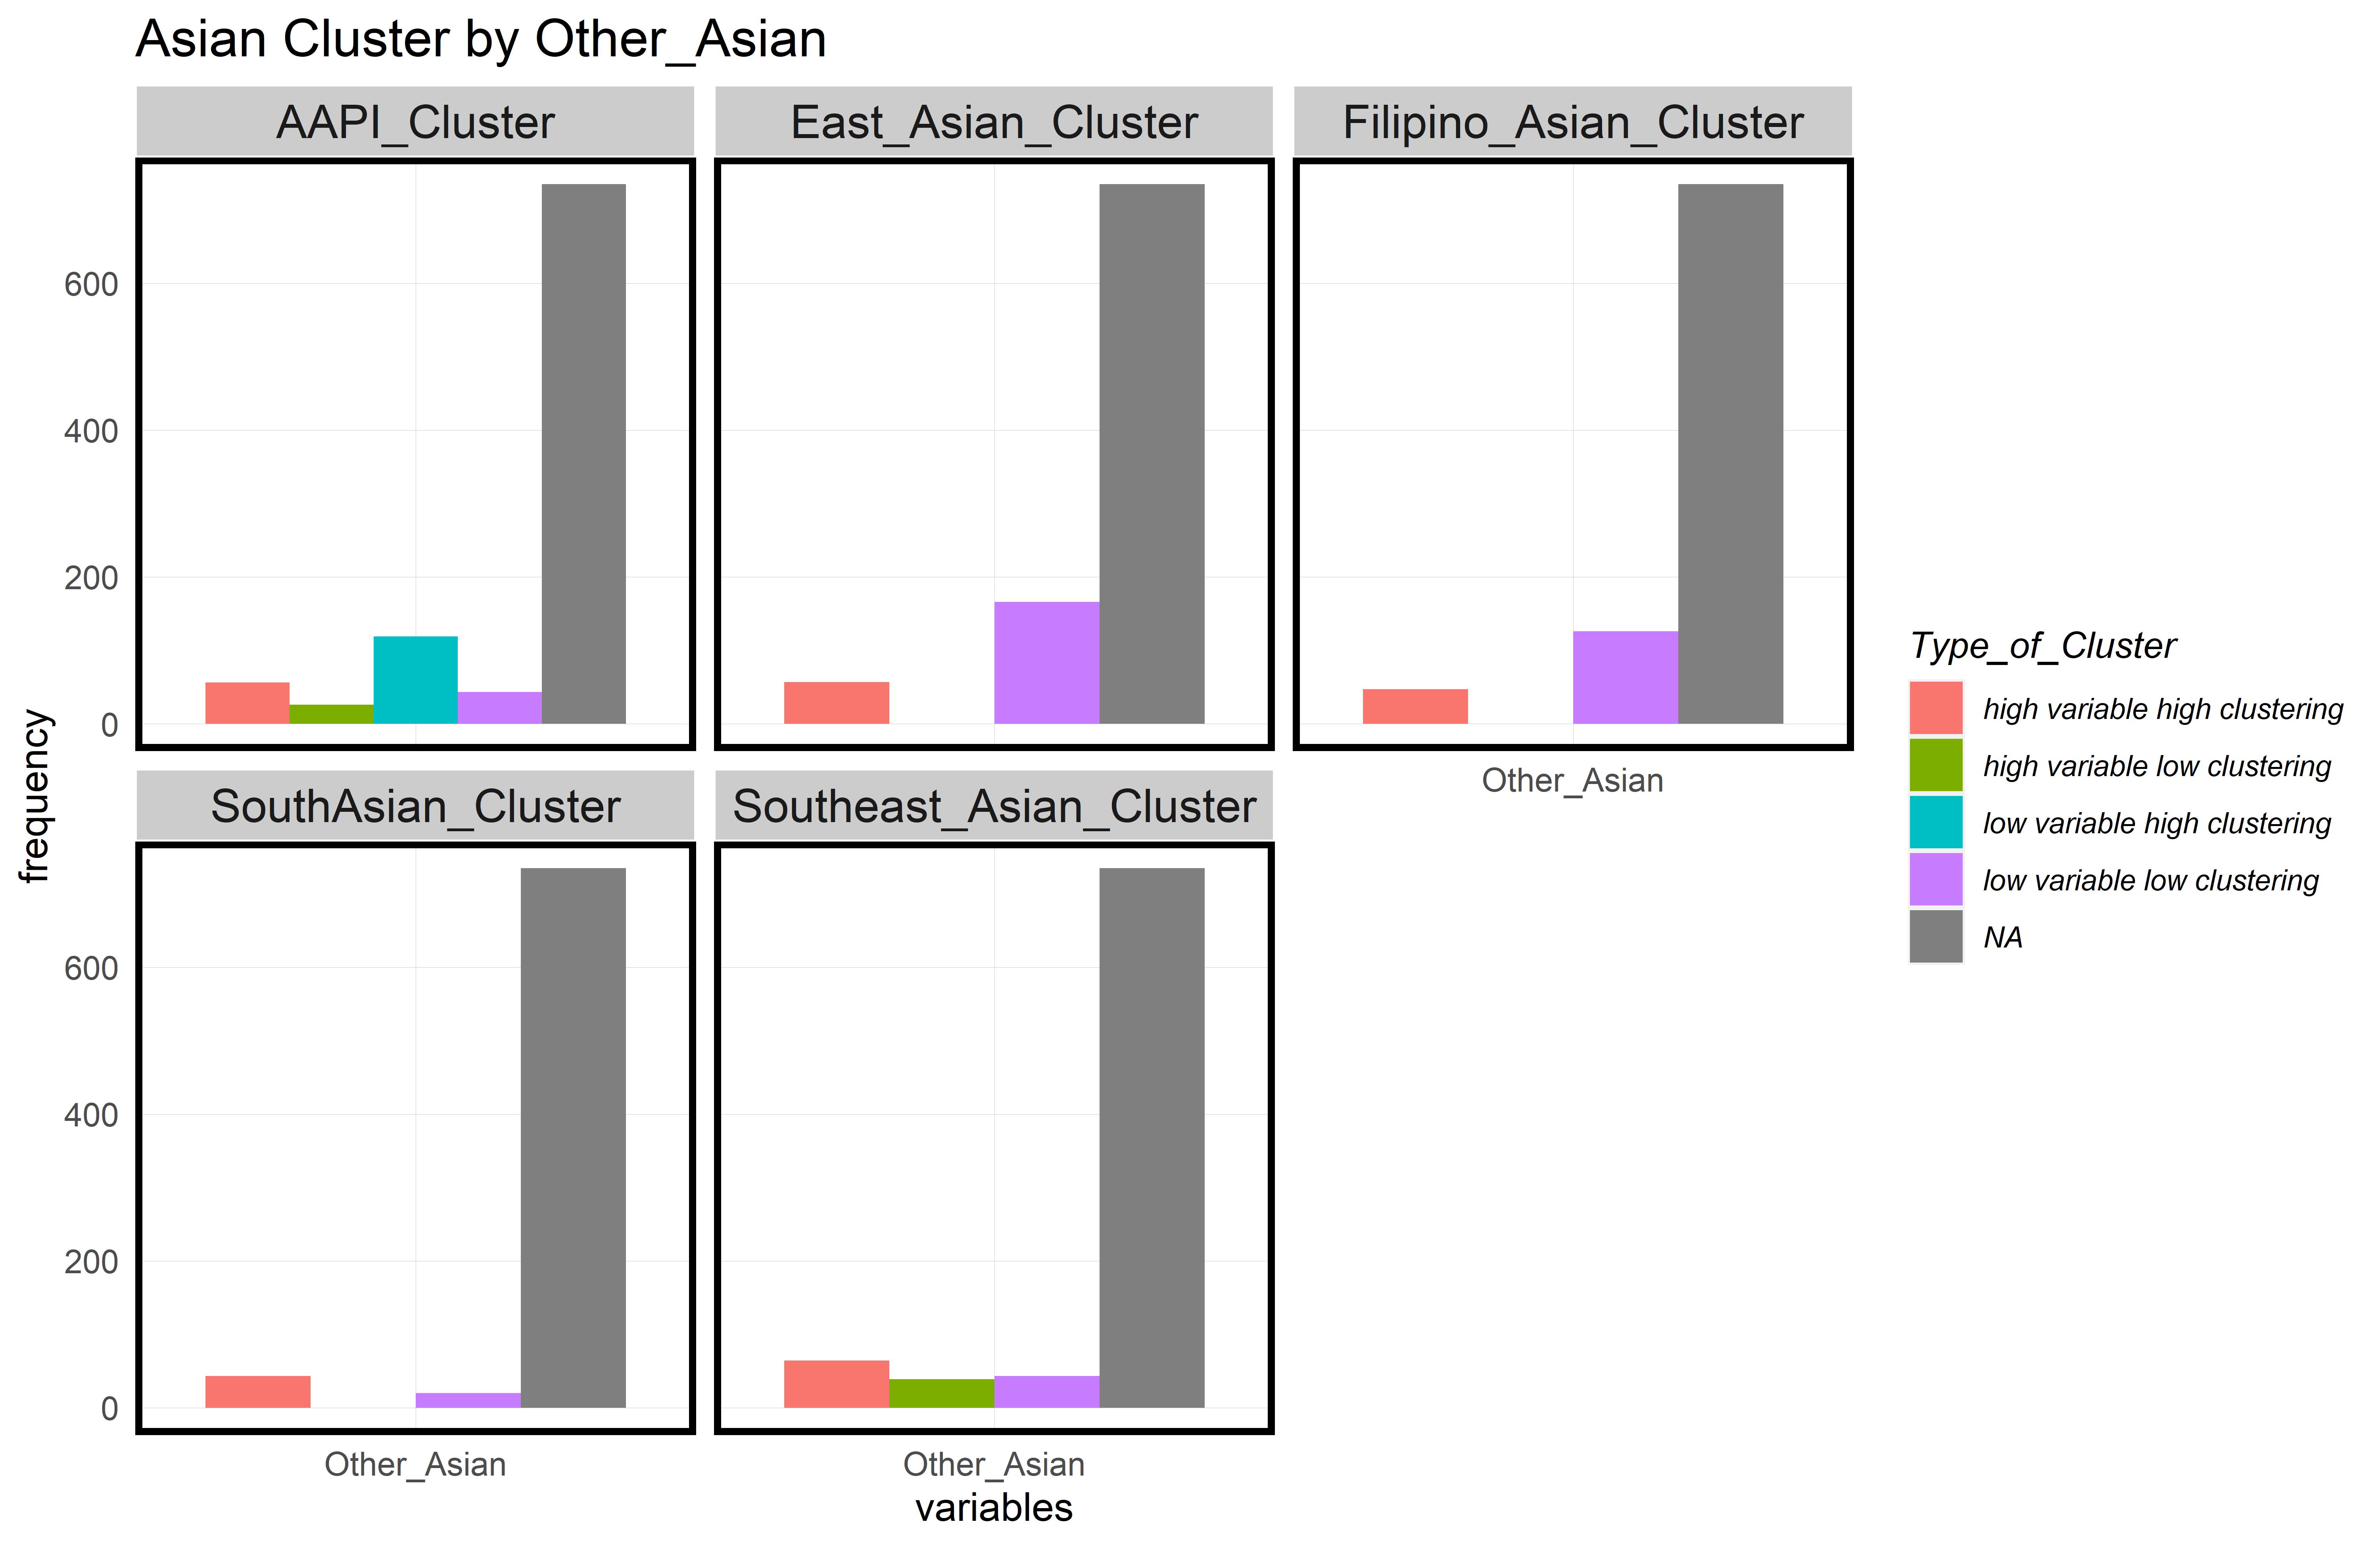 Asian Cluster by Other_Asian
AAPI_Cluster
East_Asian_Cluster
Filipino_Asian_Cluster
600
400
200
0
Other_Asian
SouthAsian_Cluster
Southeast_Asian_Cluster
600
400
200
0
Other_Asian
Other_Asian
variables
frequency
Type_of_Cluster
high variable high clustering
high variable low clustering
low variable high clustering
low variable low clustering
NA